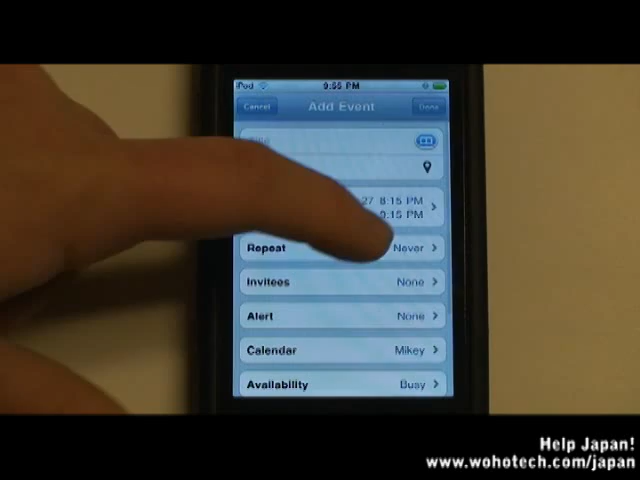 iPod 9:55 PM
Cancel Add Event Done
27 8:15 PM
9:15 PM
Repeat Never
Invitees None
Alert None
Calendar Mikey
Availability Busy
Help Japan!
www.wohotech.com/japan